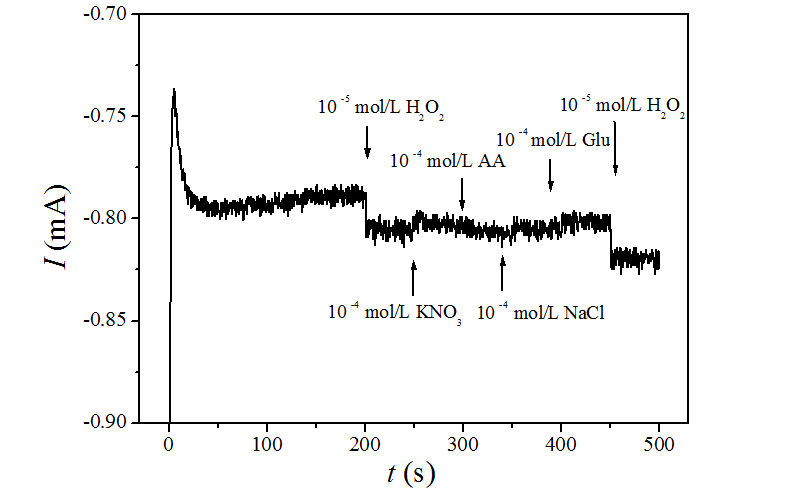 -0.70
-0.75
-0.80
-0.85
-0.90
I (mA)
10⁻⁵ mol/L H₂O₂
10⁻⁴ mol/L AA
10⁻⁴ mol/L Glu
10⁻⁵ mol/L H₂O₂
10⁻⁴ mol/L KNO₃
10⁻⁴ mol/L NaCl
0 100 200 300 400 500
t (s)